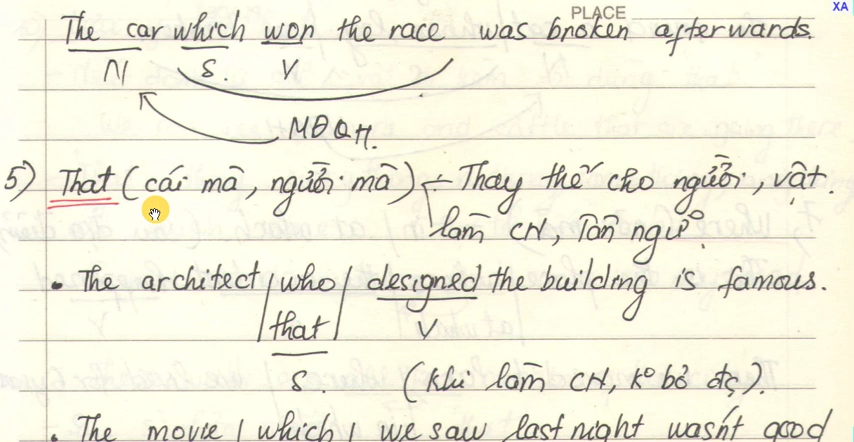 PLACE
XA
The car which won the race was broken afterwards.
N S. V
MĐQH.
5) That (cái mà, người mà) - Thay thế cho người, vật.
làm CN, Tân ngữ.
• The architect | who designed the building is famous.
|that| V
S. (khi làm CN, k° bỏ đc).
• The movie | which | we saw last night wasn't good